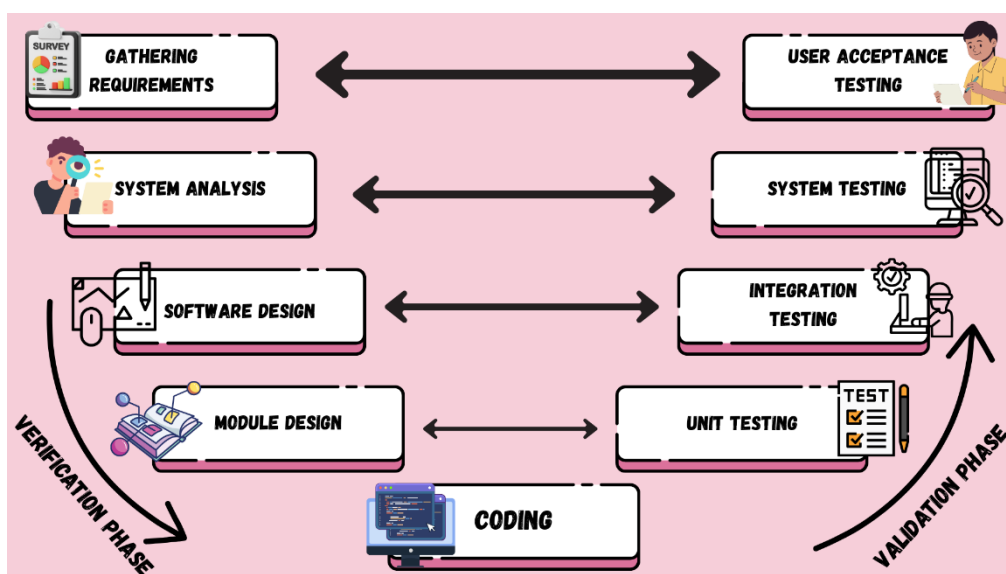 SURVEY
GATHERING
REQUIREMENTS
USER ACCEPTANCE
TESTING
SYSTEM ANALYSIS
SYSTEM TESTING
SOFTWARE DESIGN
INTEGRATION
TESTING
MODULE DESIGN
UNIT TESTING
TEST
CODING
VERIFICATION PHASE
VALIDATION PHASE